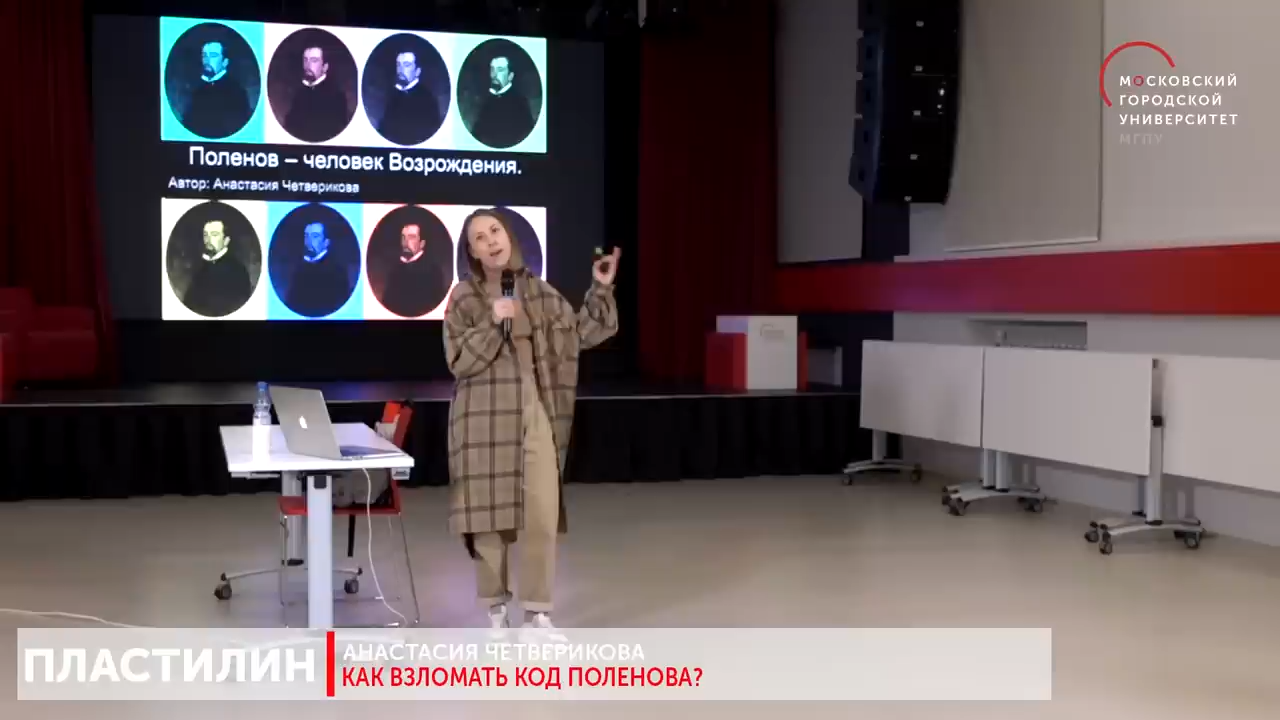 Поленов – человек Возрождения.
Автор: Анастасия Четверикова
МОСКОВСКИЙ
ГОРОДСКОЙ
УНИВЕРСИТЕТ
МГПУ
ПЛАСТИЛИН
АНАСТАСИЯ ЧЕТВЕРИКОВА
КАК ВЗЛОМАТЬ КОД ПОЛЕНОВА?